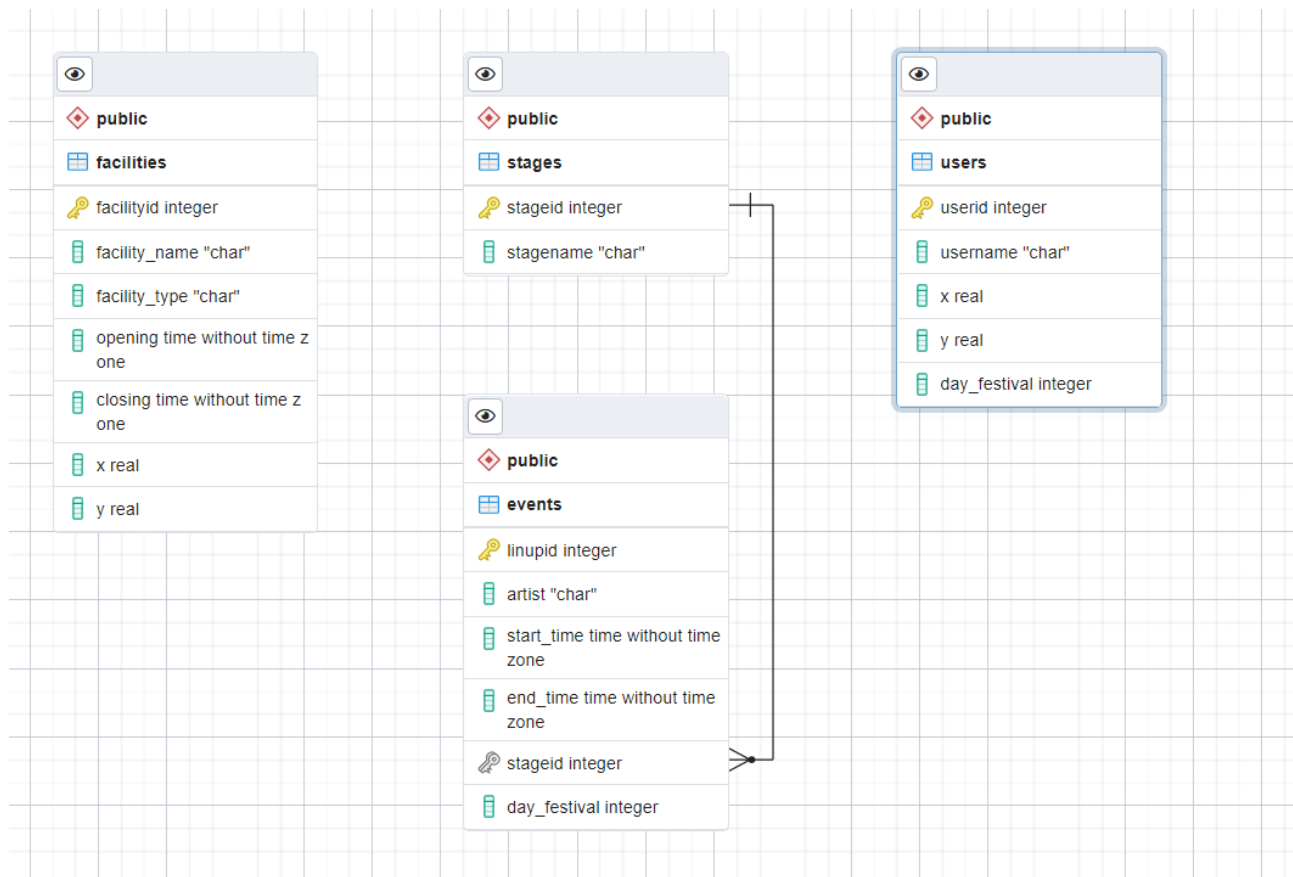 public
facilities
facilityid integer
facility_name "char"
facility_type "char"
opening time without time z
one
closing time without time z
one
x real
y real
public
stages
stageid integer
stagename "char"
public
events
linupid integer
artist "char"
start_time time without time
zone
end_time time without time
zone
stageid integer
day_festival integer
public
users
userid integer
username "char"
x real
y real
day_festival integer